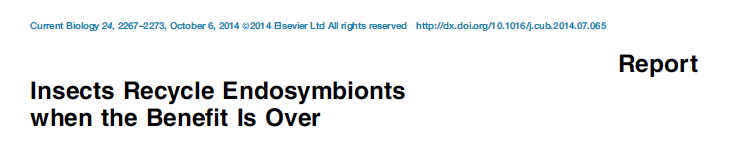 Current Biology 24, 2267–2273, October 6, 2014 ©2014 Elsevier Ltd All rights reserved http://dx.doi.org/10.1016/j.cub.2014.07.065
Report
Insects Recycle Endosymbionts
when the Benefit Is Over